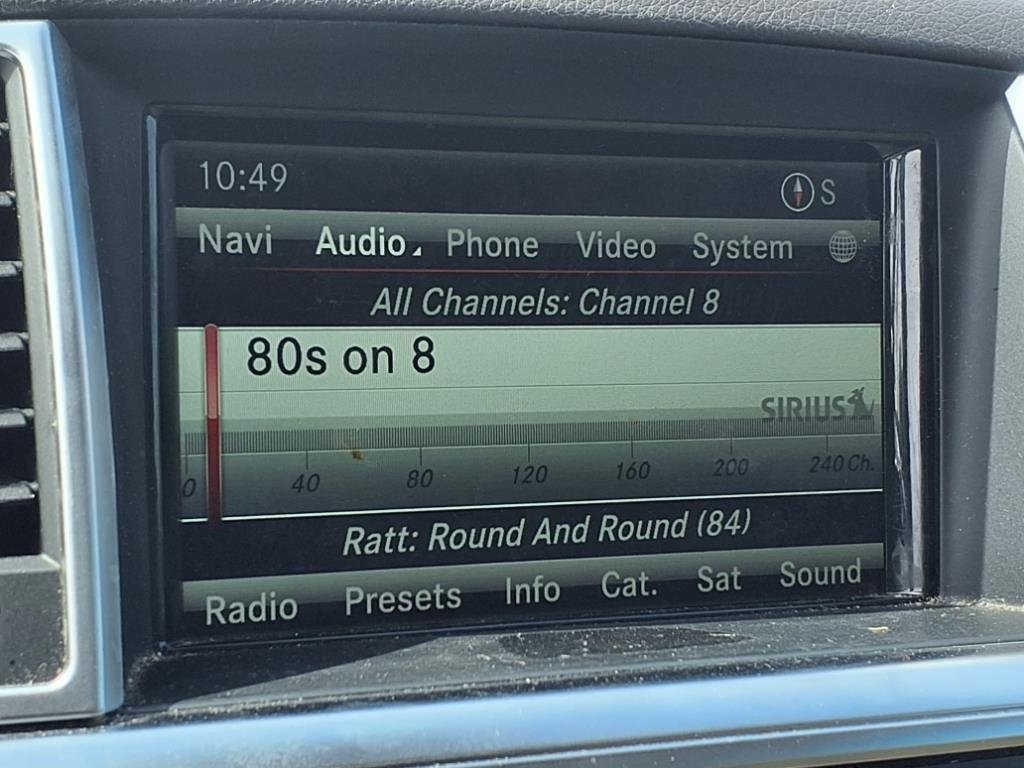 10:49 S
Navi Audio Phone Video System
All Channels: Channel 8
80s on 8
SIRIUS
0 40 80 120 160 200 240 Ch.
Ratt: Round And Round (84)
Radio Presets Info Cat. Sat Sound